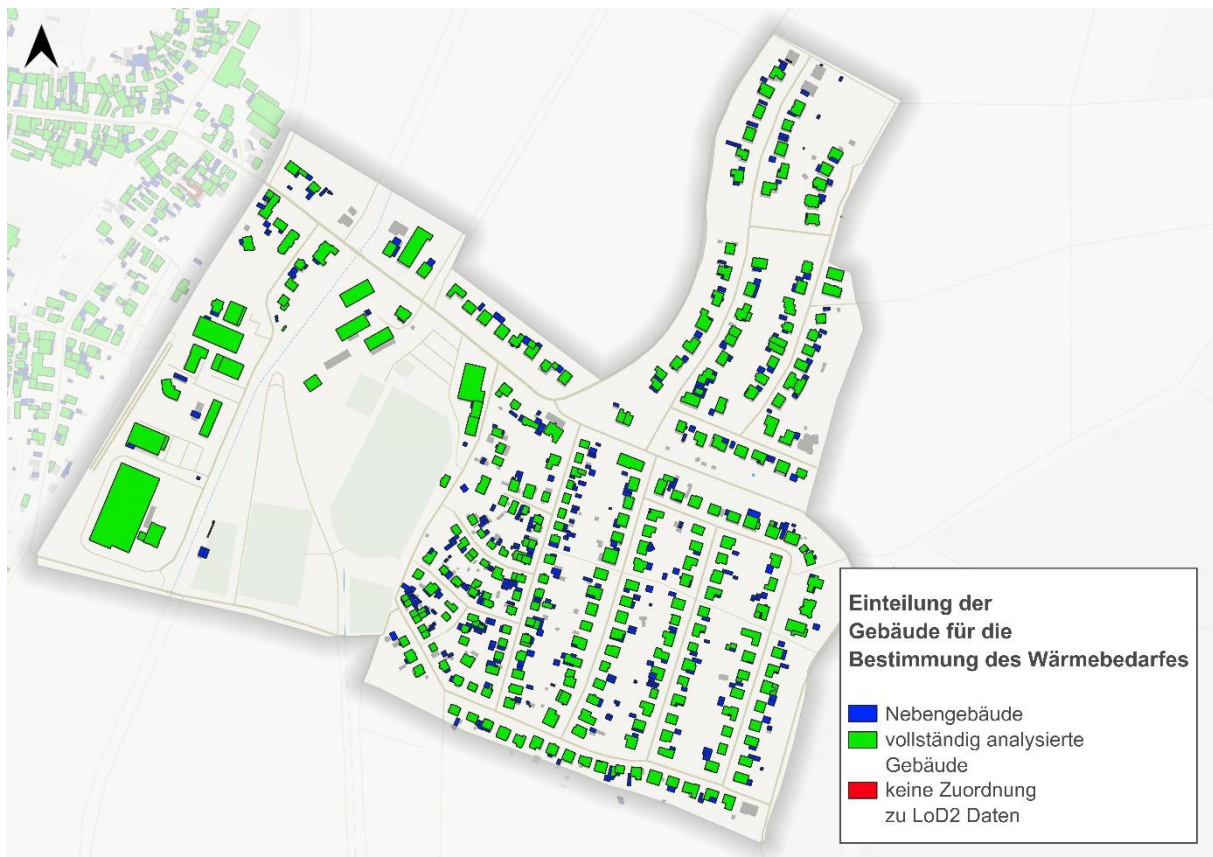 Einteilung der
Gebäude für die
Bestimmung des Wärmebedarfes
Nebengebäude
vollständig analysierte
Gebäude
keine Zuordnung
zu LoD2 Daten